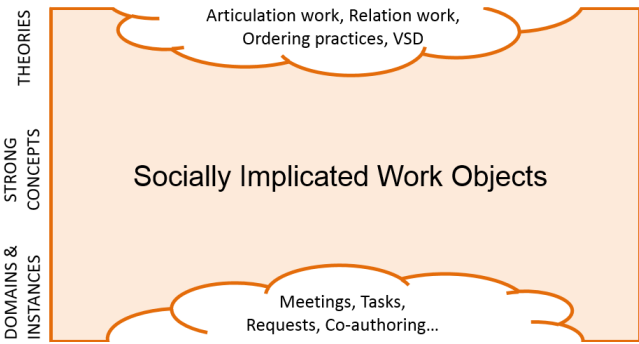 THEORIES
Articulation work, Relation work,
Ordering practices, VSD
STRONG
CONCEPTS
Socially Implicated Work Objects
DOMAINS &
INSTANCES
Meetings, Tasks,
Requests, Co-authoring...